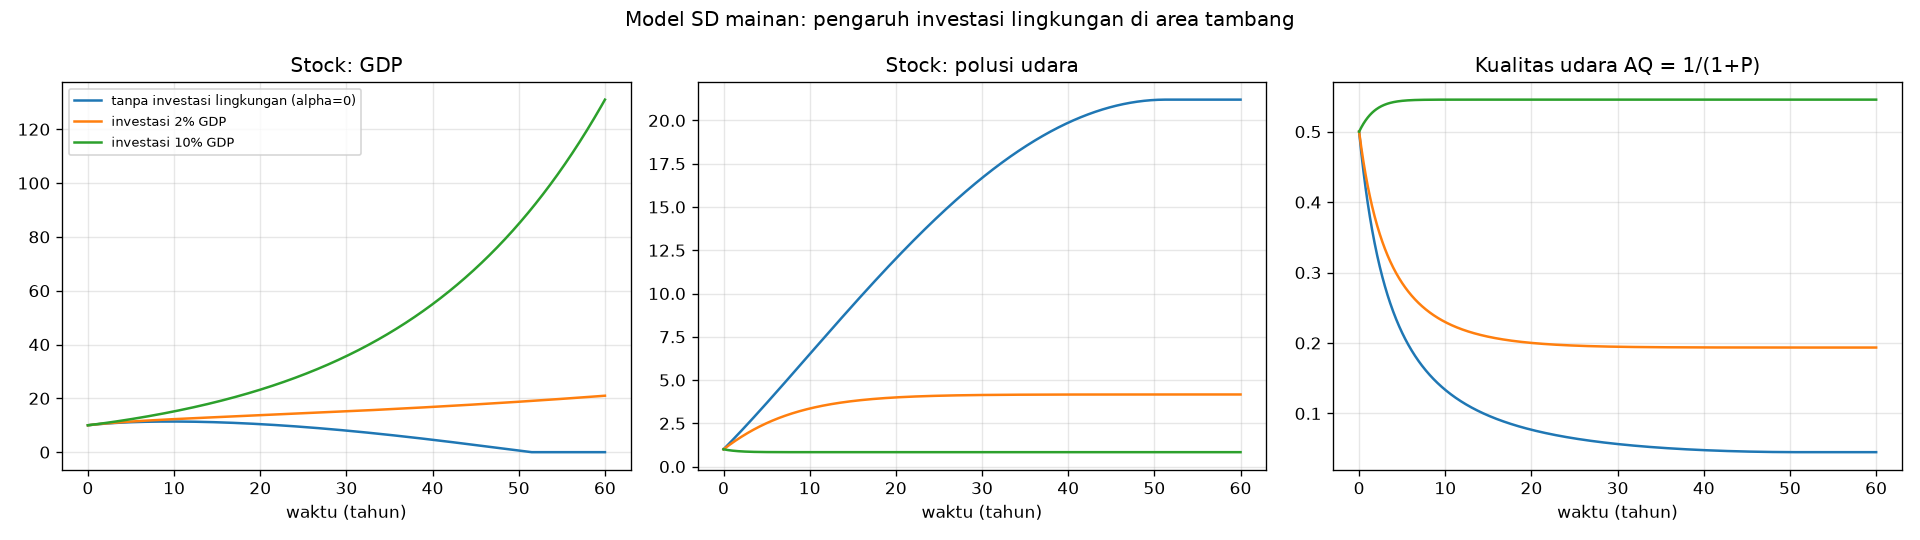 Model SD mainan: pengaruh investasi lingkungan di area tambang
Stock: GDP
tanpa investasi lingkungan (alpha=0)
investasi 2% GDP
investasi 10% GDP
120
100
80
60
40
20
0
0 10 20 30 40 50 60
waktu (tahun)
Stock: polusi udara
20.0
17.5
15.0
12.5
10.0
7.5
5.0
2.5
0.0
0 10 20 30 40 50 60
waktu (tahun)
Kualitas udara AQ = 1/(1+P)
0.5
0.4
0.3
0.2
0.1
0 10 20 30 40 50 60
waktu (tahun)